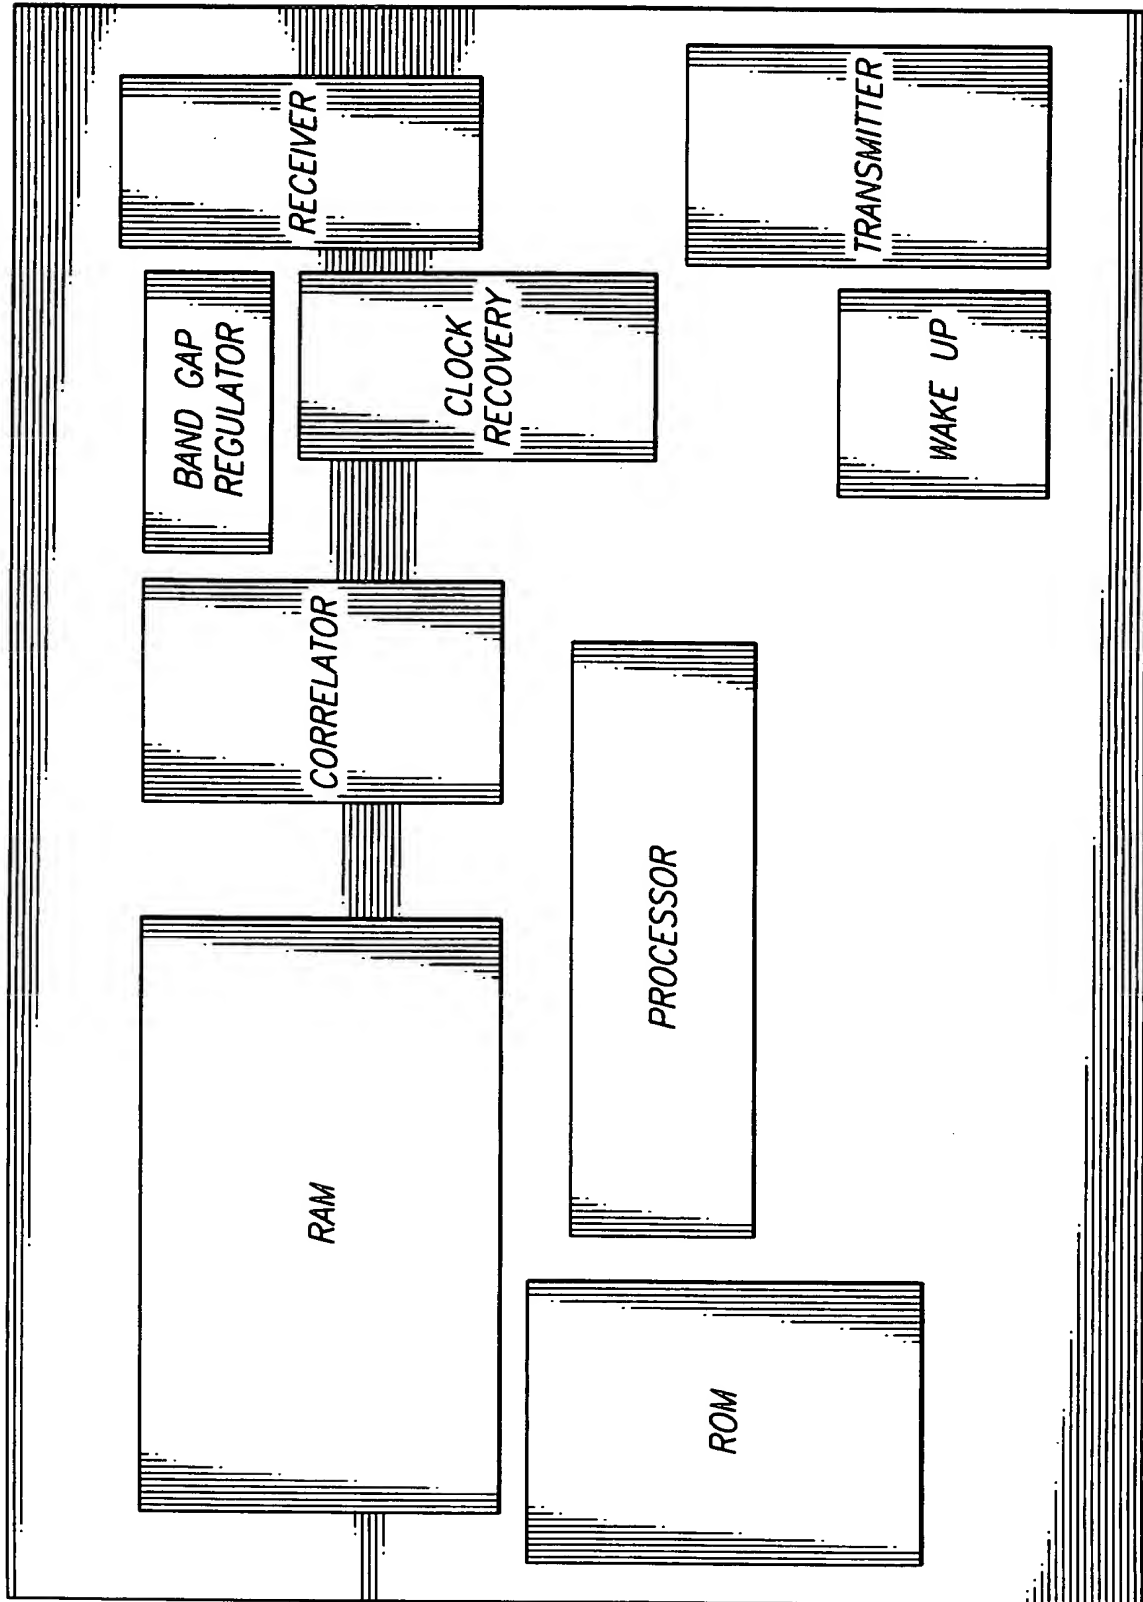 RAM
CORRELATOR
BAND GAP
REGULATOR
RECEIVER
CLOCK
RECOVERY
ROM
PROCESSOR
WAKE UP
TRANSMITTER